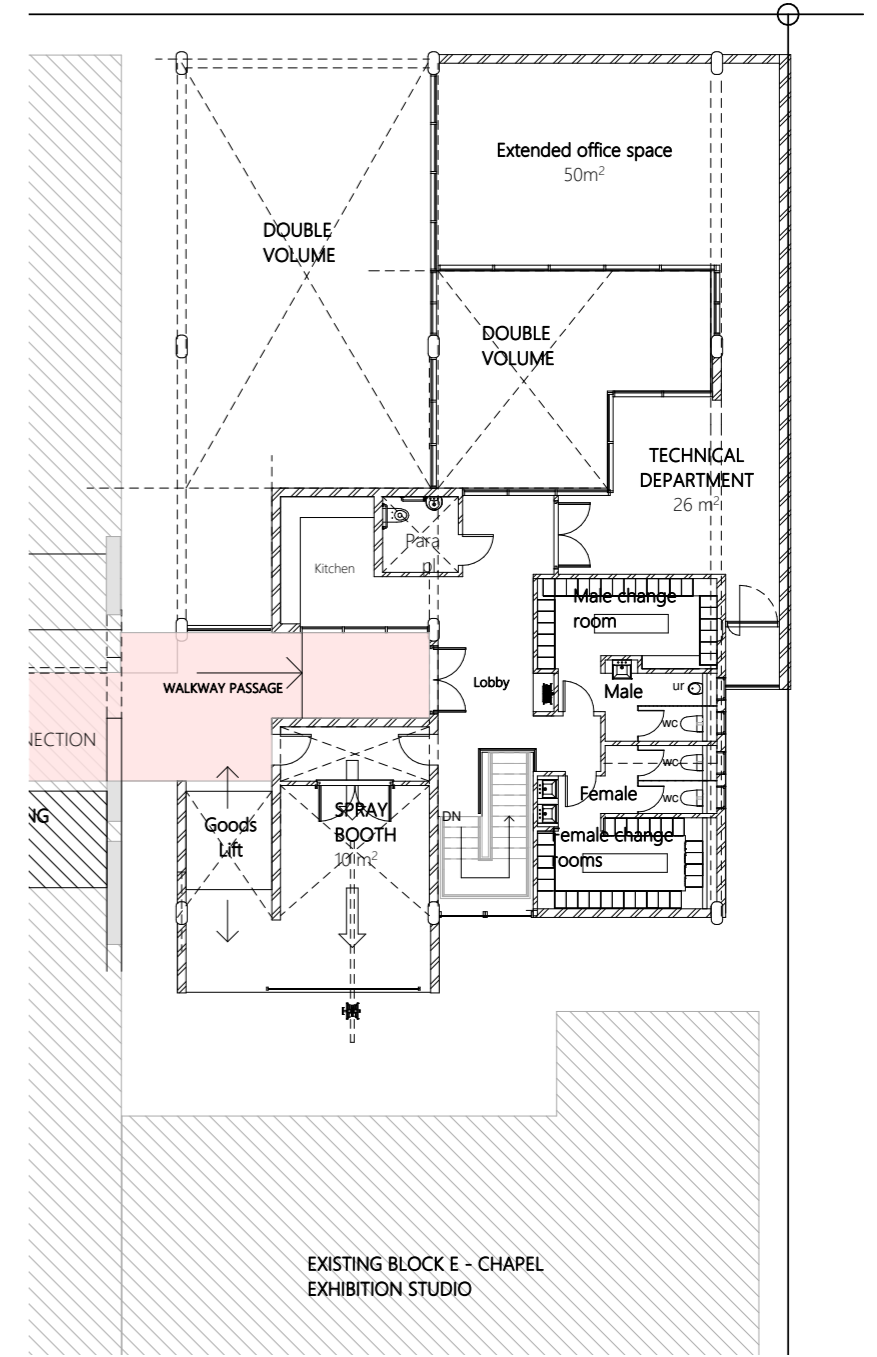 Extended office space
50m²
DOUBLE
VOLUME
DOUBLE
VOLUME
TECHNICAL
DEPARTMENT
26 m²
Para
pl
Kitchen
Male change
room
WALKWAY PASSAGE
Lobby
Male
ur
wc
NECTION
wc
Female
wc
NG
Goods
Lift
SPRAY
BOOTH
10 m²
DN
Female change
rooms
EXISTING BLOCK E - CHAPEL
EXHIBITION STUDIO